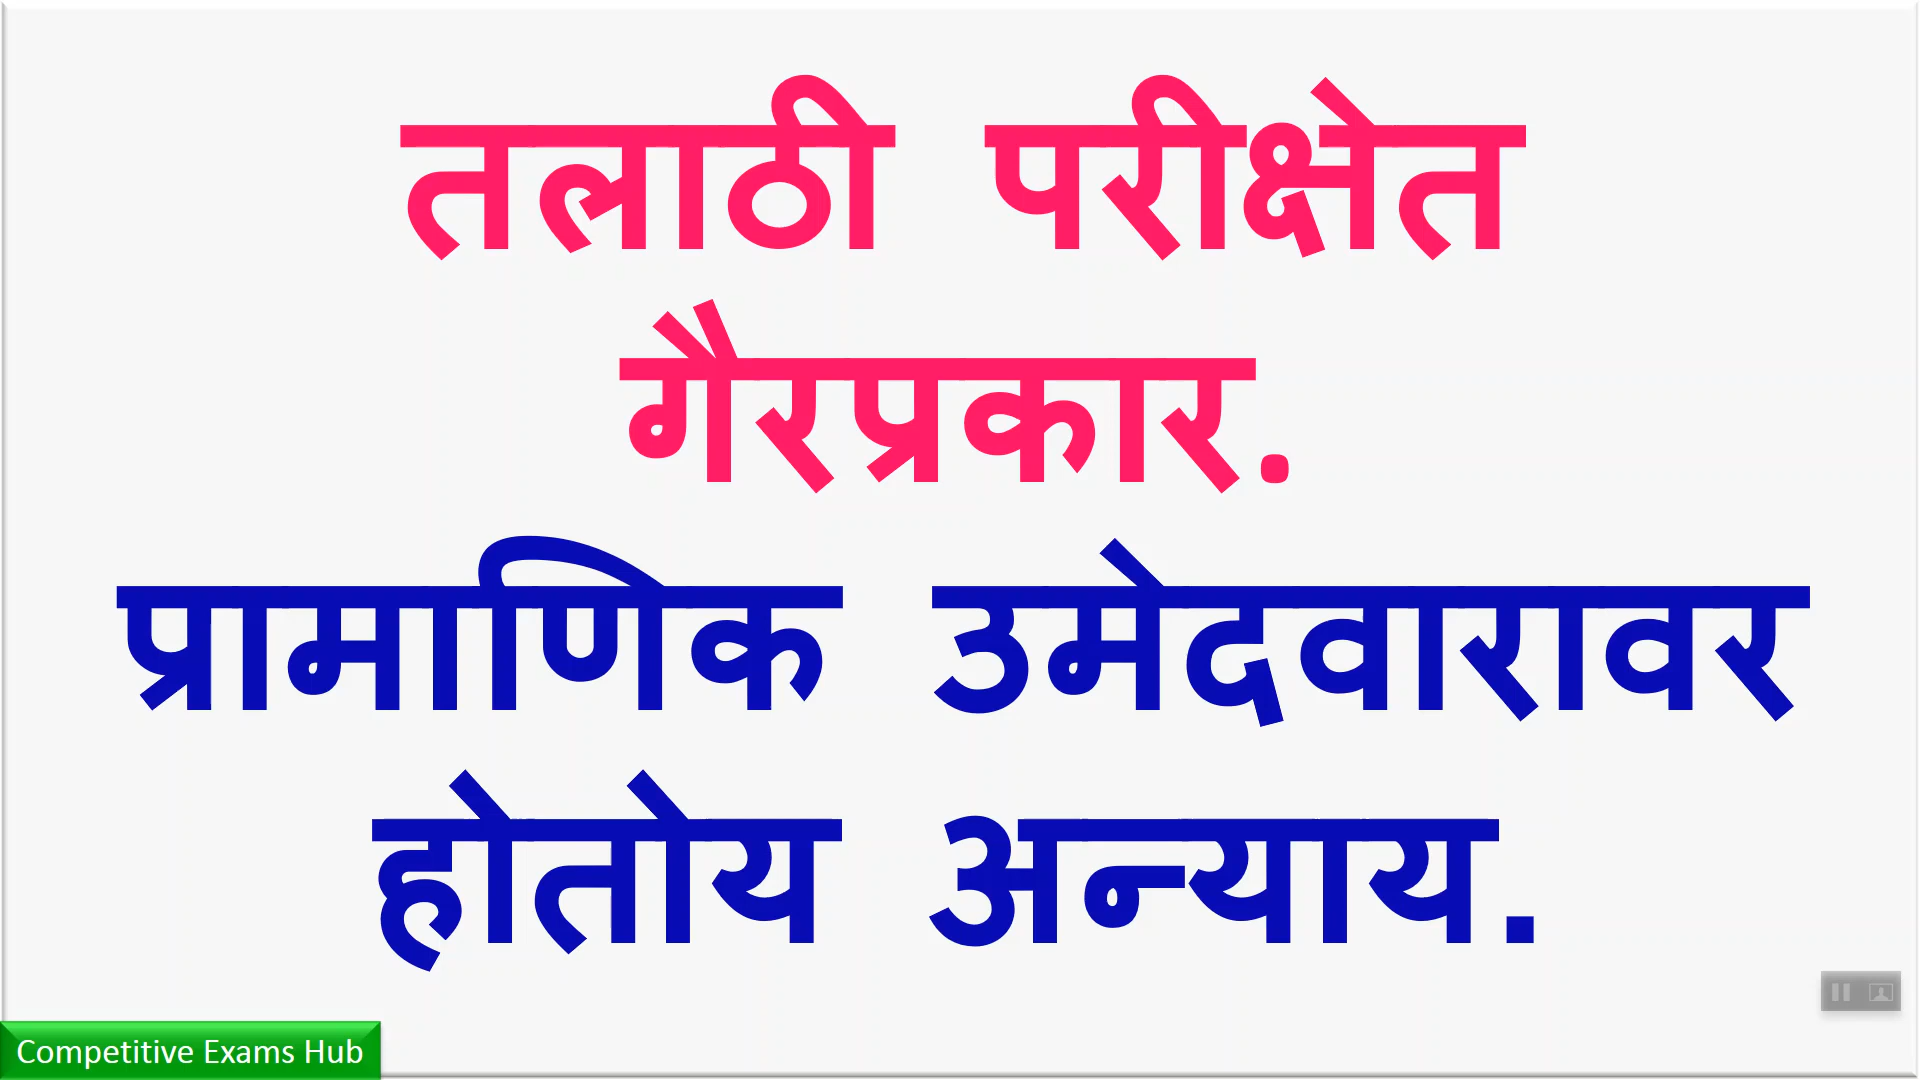 तलाठी परीक्षेत
गैरप्रकार.
प्रामाणिक उमेदवारावर
होतोय अन्याय.
Competitive Exams Hub